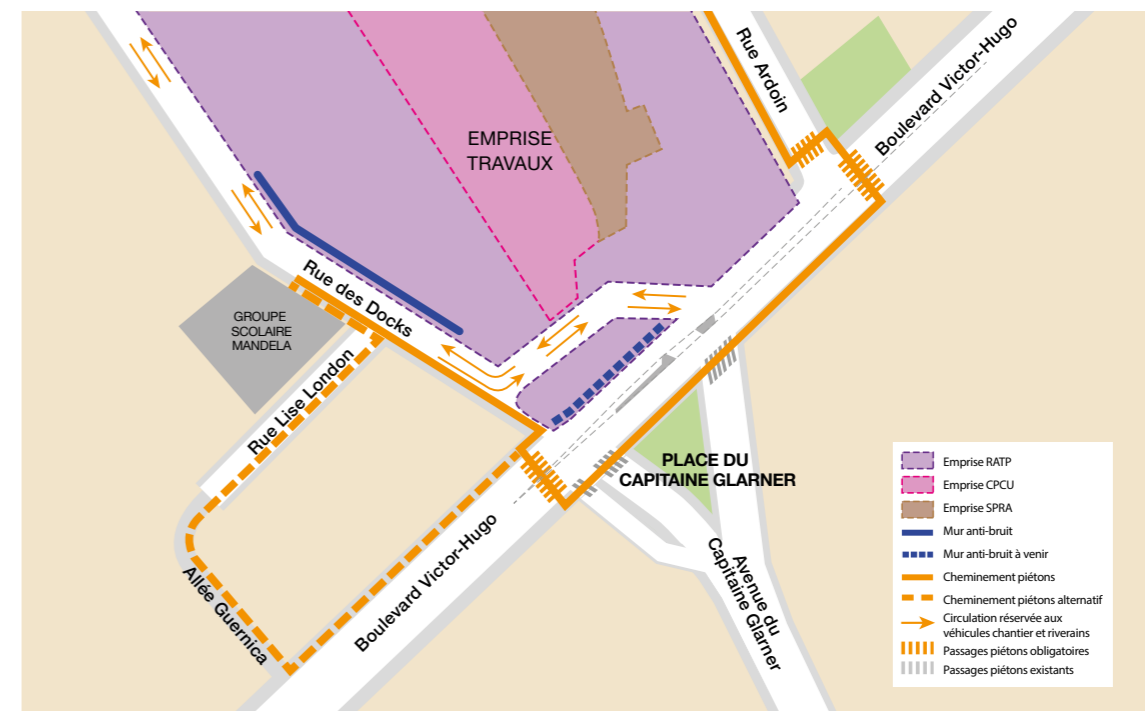 Rue Ardoin
Boulevard Victor-Hugo
EMPRISE
TRAVAUX
Rue des Docks
GROUPE
SCOLAIRE
MANDELA
Rue Lise London
PLACE DU
CAPITAINE GLARNER
Allée Guernica
Boulevard Victor-Hugo
Avenue du
Capitaine Glarner
Emprise RATP
Emprise CPCU
Emprise SPRA
Mur anti-bruit
Mur anti-bruit à venir
Cheminement piétons
Cheminement piétons alternatif
Circulation réservée aux
véhicules chantier et riverains
Passages piétons obligatoires
Passages piétons existants